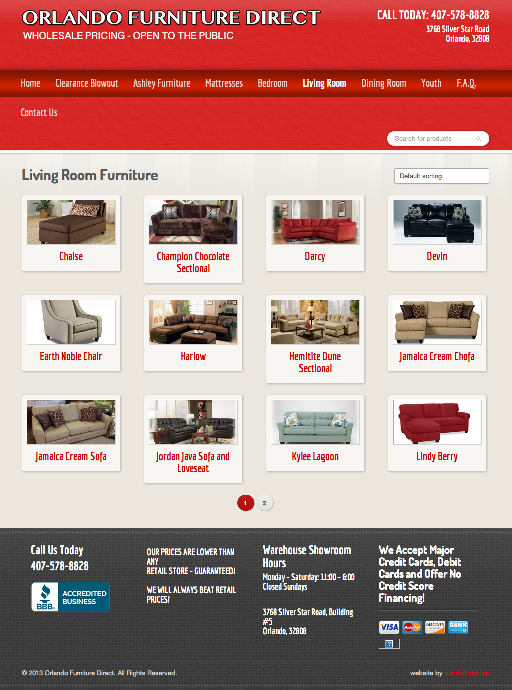 ORLANDO FURNITURE DIRECT
WHOLESALE PRICING - OPEN TO THE PUBLIC
CALL TODAY: 407-578-8828
3768 Silver Star Road
Orlando, 32808
Home Clearance Blowout Ashley Furniture Mattresses Bedroom Living Room Dining Room Youth F.A.Q.
Contact Us
Search for products
Living Room Furniture
Default sorting
Chaise
Champion Chocolate
Sectional
Darcy
Devin
Earth Noble Chair
Harlow
Hemitite Dune
Sectional
Jamaica Cream Chofa
Jamaica Cream Sofa
Jordan Java Sofa and
Loveseat
Kylee Lagoon
Lindy Berry
1 2
Call Us Today
407-578-8828
BBB
ACCREDITED
BUSINESS
OUR PRICES ARE LOWER THAN
ANY
RETAIL STORE - GUARANTEED!
WE WILL ALWAYS BEAT RETAIL
PRICES!
Warehouse Showroom
Hours
Monday - Saturday: 11:00 - 6:00
Closed Sundays
3768 Silver Star Road, Building
#5
Orlando, 32808
We Accept Major
Credit Cards, Debit
Cards and Offer No
Credit Score
Financing!
VISA MasterCard DISCOVER BANK
© 2013 Orlando Furniture Direct. All Rights Reserved.
website by